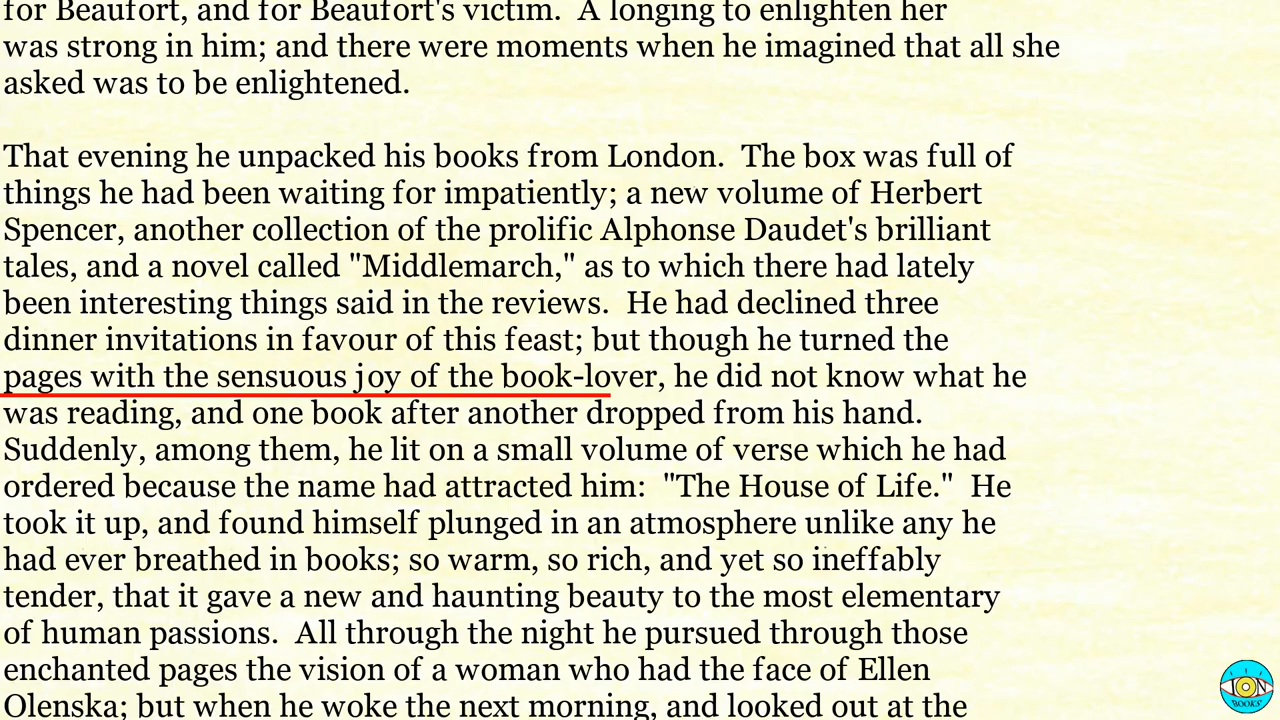 for Beaufort, and for Beaufort's victim.  A longing to enlighten her
was strong in him; and there were moments when he imagined that all she
asked was to be enlightened.
That evening he unpacked his books from London.  The box was full of
things he had been waiting for impatiently; a new volume of Herbert
Spencer, another collection of the prolific Alphonse Daudet's brilliant
tales, and a novel called "Middlemarch," as to which there had lately
been interesting things said in the reviews.  He had declined three
dinner invitations in favour of this feast; but though he turned the
pages with the sensuous joy of the book-lover, he did not know what he
was reading, and one book after another dropped from his hand.
Suddenly, among them, he lit on a small volume of verse which he had
ordered because the name had attracted him:  "The House of Life."  He
took it up, and found himself plunged in an atmosphere unlike any he
had ever breathed in books; so warm, so rich, and yet so ineffably
tender, that it gave a new and haunting beauty to the most elementary
of human passions.  All through the night he pursued through those
enchanted pages the vision of a woman who had the face of Ellen
Olenska; but when he woke the next morning, and looked out at the
ION
BOOKS